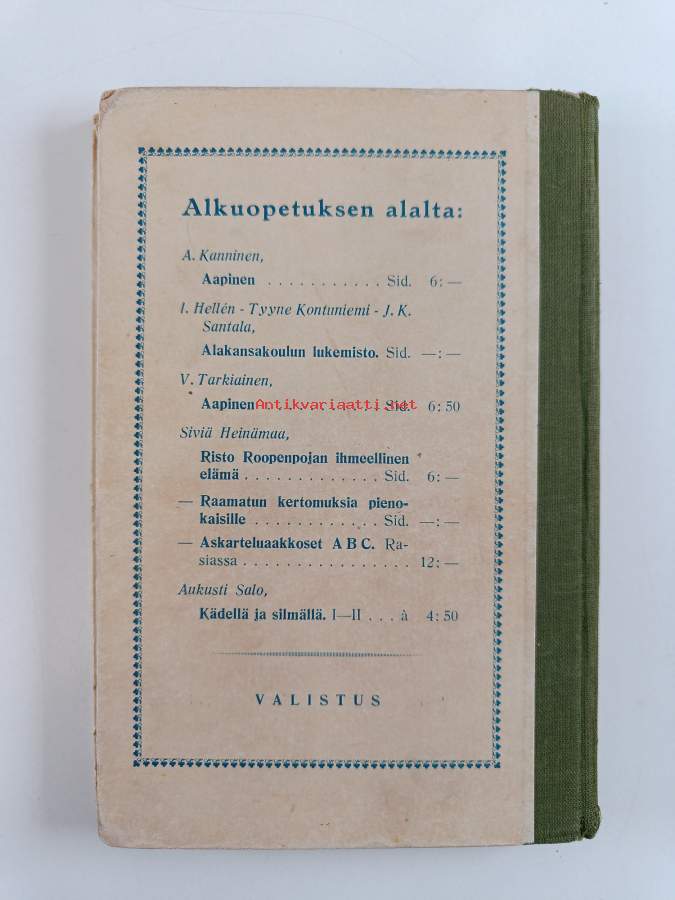 Alkuopetuksen alalta:
A. Kanninen,
Aapinen . . . . . . . . . . . Sid. 6: —
I. Hellén - Tyyne Kontuniemi - J. K.
Santala,
Alakansakoulun lukemisto. Sid. —: —
V. Tarkiainen,
Aapinen . . . . . . . . . . . Sid. 6: 50
Antikvariaatti.net
Siviä Heinämaa,
Risto Roopenpojan ihmeellinen
elämä . . . . . . . . . . . . . Sid. 6: —
— Raamatun kertomuksia pieno-
kaisille . . . . . . . . . . . . Sid. —: —
— Askarteluaakkoset A B C. Ra-
siassa . . . . . . . . . . . . . . . . 12: —
Aukusti Salo,
Kädellä ja silmällä. I—II . . . à 4: 50
VALISTUS